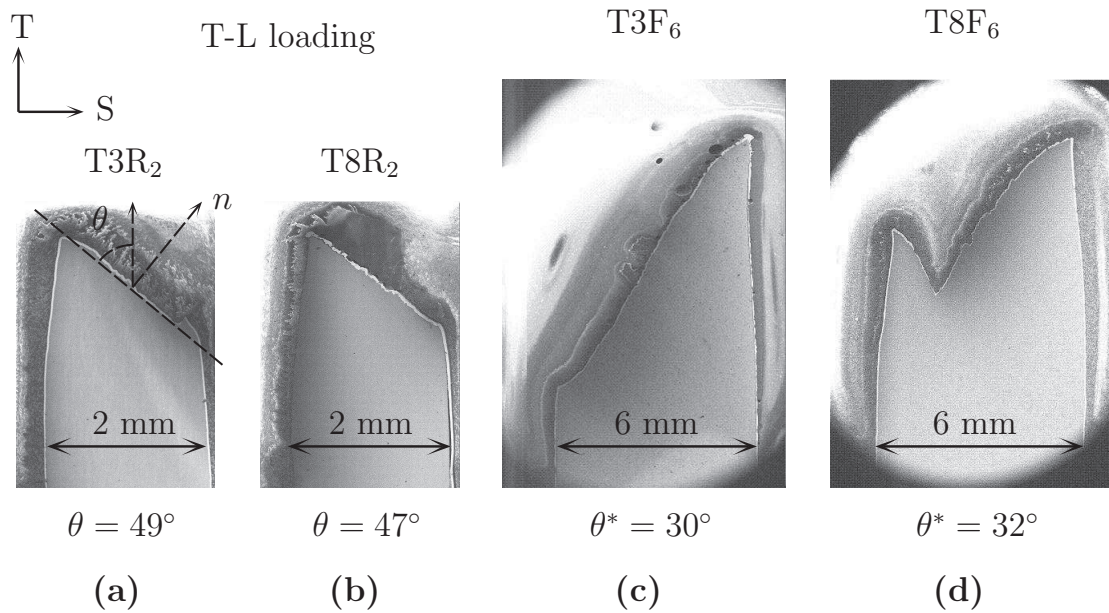 T
T-L loading
S
T3R₂
T8R₂
T3F₆
T8F₆
θ
n
2 mm
2 mm
6 mm
6 mm
θ = 49°
θ = 47°
θ* = 30°
θ* = 32°
(a)
(b)
(c)
(d)